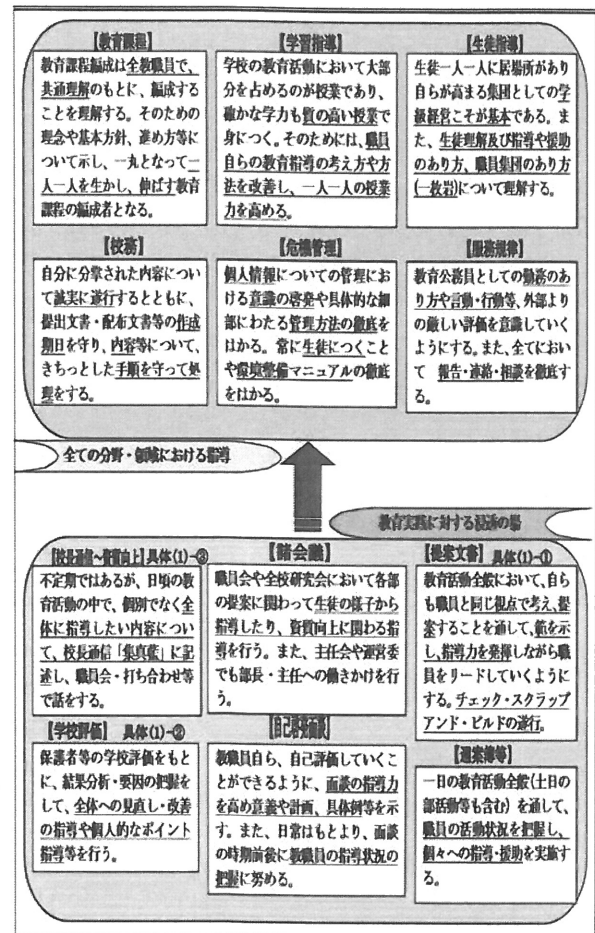 【教育課程】
教育課程編成は全教職員で、
共通理解のもとに、編成する
ことを理解する。そのための
理念や基本方針、進め方等に
ついて示し、一丸となって一
人一人を生かし、伸ばす教育
課程の編成者となる。
【学習指導】
学校の教育活動において大部
分を占めるのが授業であり、
確かな学力も質の高い授業で
身につく。そのためには、職員
自らの教育指導の考え方や方
法を改善し、一人一人の授業
力を高める。
【生徒指導】
生徒一人一人に居場所があり
自らが高まる集団としての学
級経営こそが基本である。ま
た、生徒理解及び指導や援助
のあり方、職員集団のあり方
(一枚岩)について理解する。
【校務】
自分に分掌された内容につい
て誠実に遂行するとともに、
提出文書・配布文書等の作成
期日を守り、内容等について、
きちっとした手順を守って処
理をする。
【危機管理】
個人情報についての管理にお
ける意識の啓発や具体的な細
部にわたる管理方法の徹底を
はかる。常に生徒につくこと
や環境整備マニュアルの徹底
をはかる。
【服務規律】
教育公務員としての勤務のあ
り方や言動・行動等、外部より
の厳しい評価を意識していく
ようにする。また、全てにおい
て 報告・連絡・相談を徹底す
る。
全ての分野・領域における指導
教育実践に対する浸透の場
【校長通信～資質向上】具体(1)-③
不定期ではあるが、日頃の教
育活動の中で、個別でなく全
体に指導したい内容につい
て、校長通信「集真藍」に記
述し、職員会・打ち合わせ等
で話をする。
【諸会議】
職員会や全校研究会において各部
の提案に関わって生徒の様子から
指導したり、資質向上に関わる指
導を行う。また、主任会や運営委
でも部長・主任への働きかけを行
う。
【提案文書】 具体(1)-①
教育活動全般において、自ら
も職員と同じ視点で考え、提
案することを通して、範を示
し、指導力を発揮しながら職
員をリードしていくように
する。チェック・スクラップ
アンド・ビルドの遂行。
【学校評価】 具体(1)-②
保護者等の学校評価をもと
に、結果分析・要因の把握を
して、全体への見直し・改善
の指導や個人的なポイント
指導等を行う。
【自己啓発面談】
教職員自ら、自己評価していくこ
とができるように、面談の指導力
を高め意義や計画、具体例等を示
す。また、日常はもとより、面談
の時期前後に教職員の指導状況の
把握に努める。
【週案簿等】
一日の教育活動全般(土日の
部活動等も含む)を通して、
職員の活動状況を把握し、
個々への指導・援助を実施す
る。